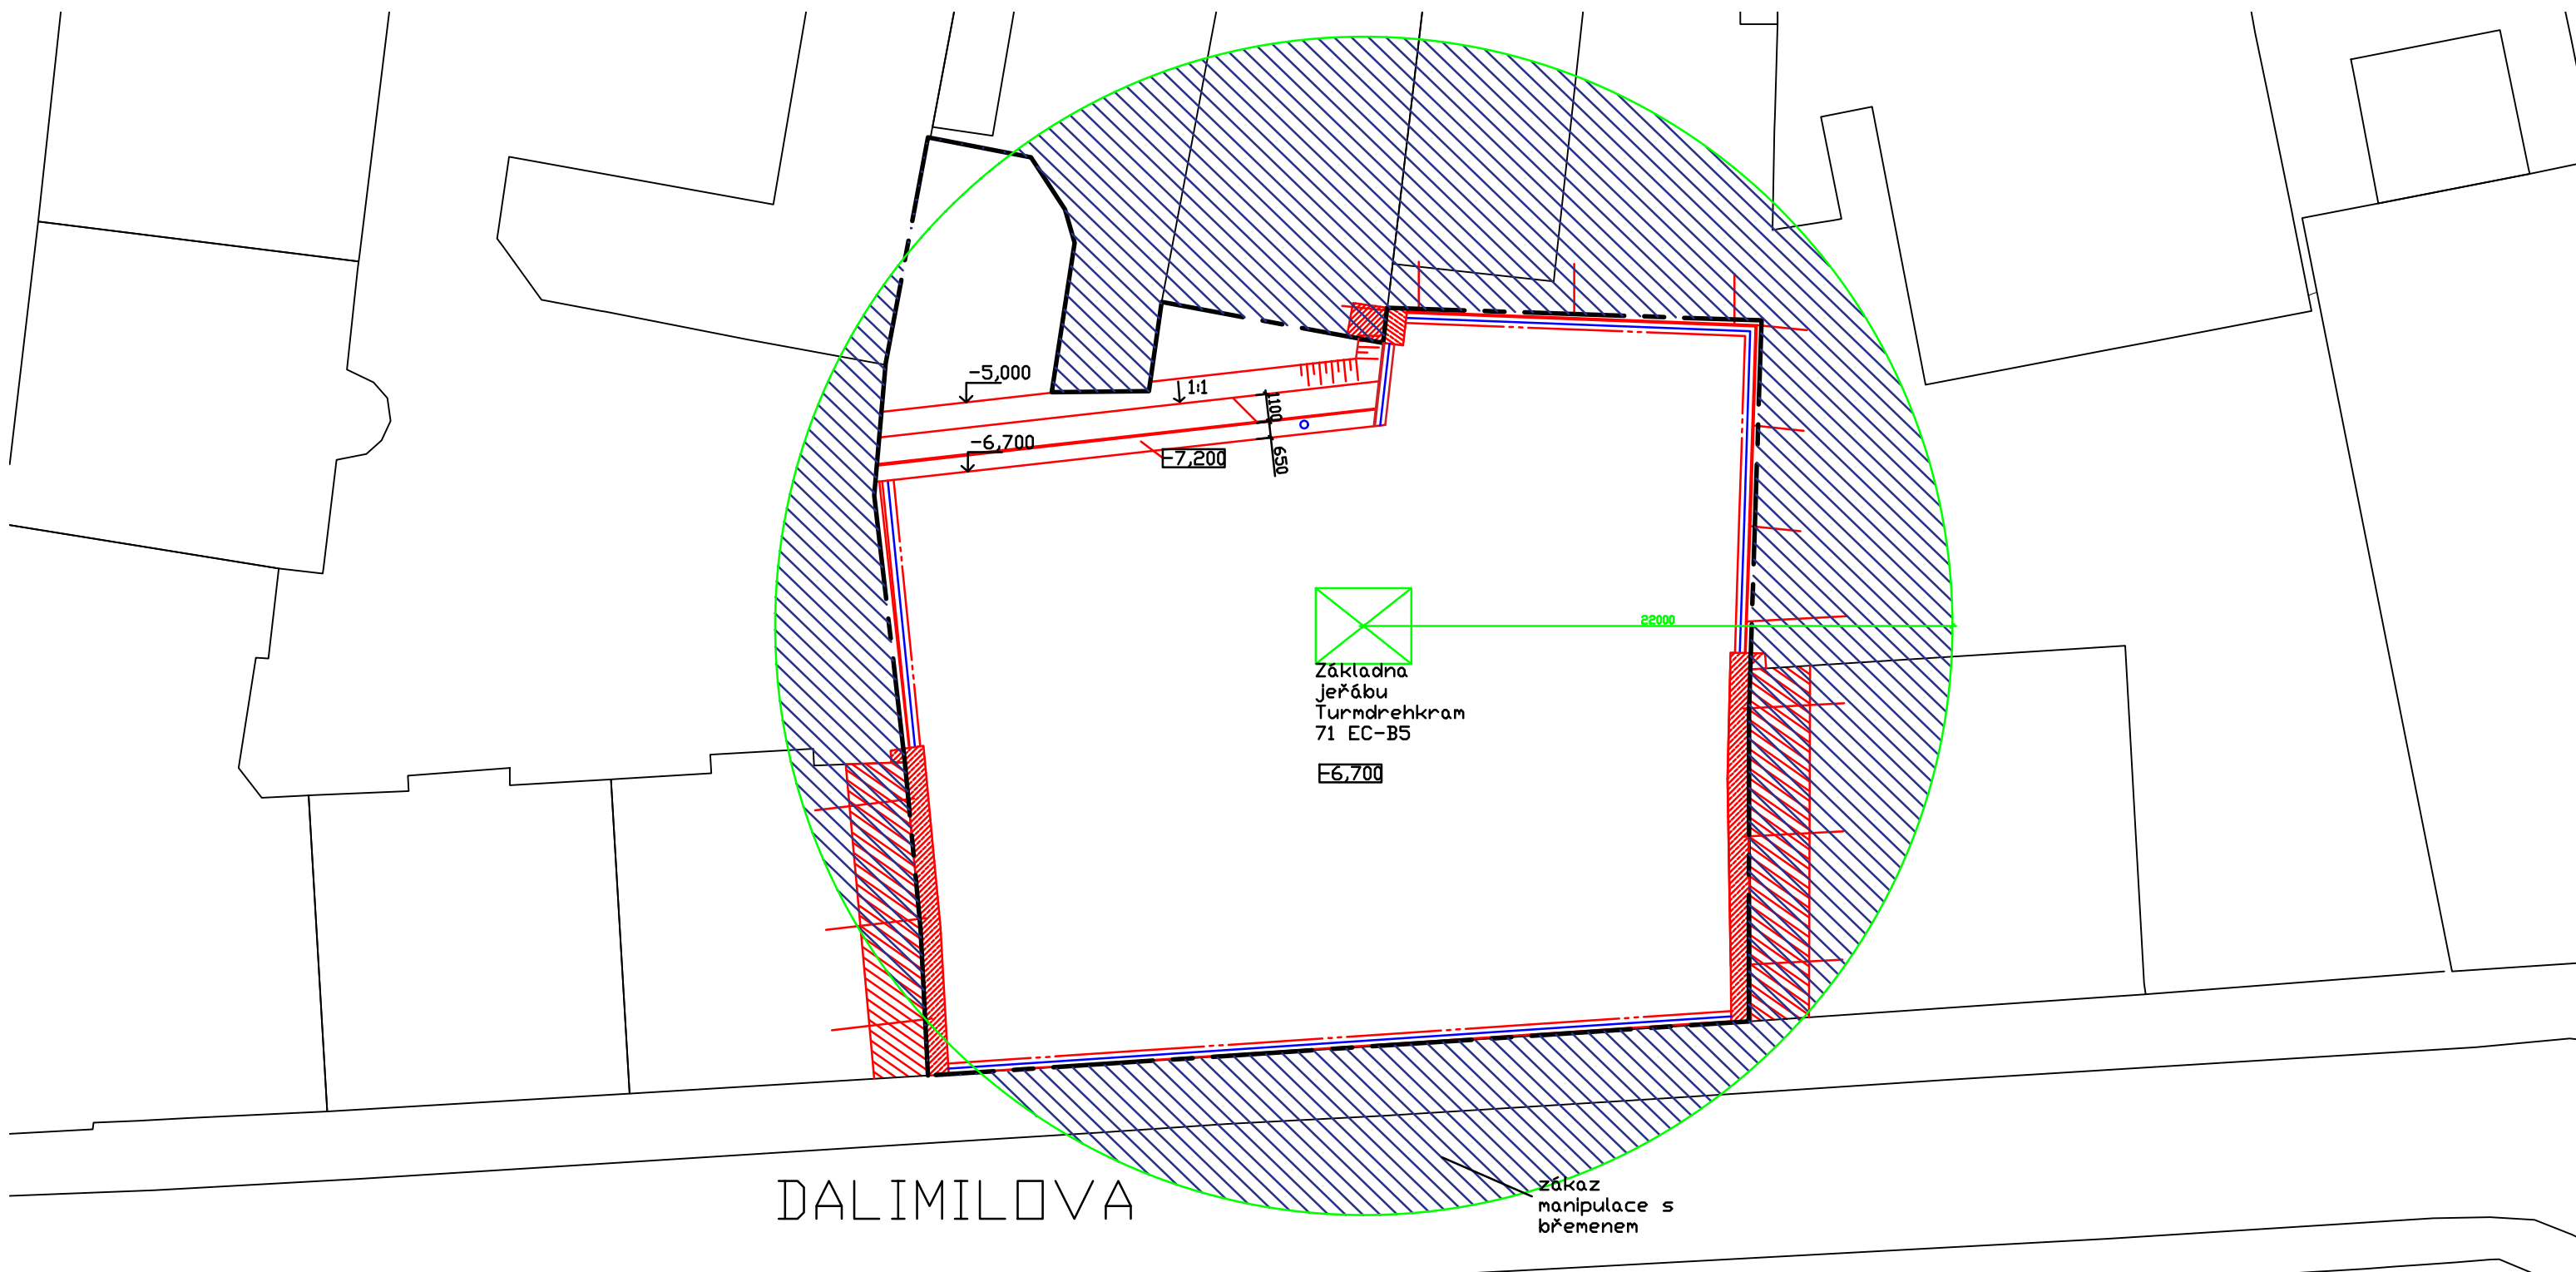 -5,000
1:1
1100
-6,700
-7,200
650
22000
Základna
jeřábu
Turmdrehkram
71 EC-B5
-6,700
DALIMILOVA
zákaz
manipulace s
břemenem